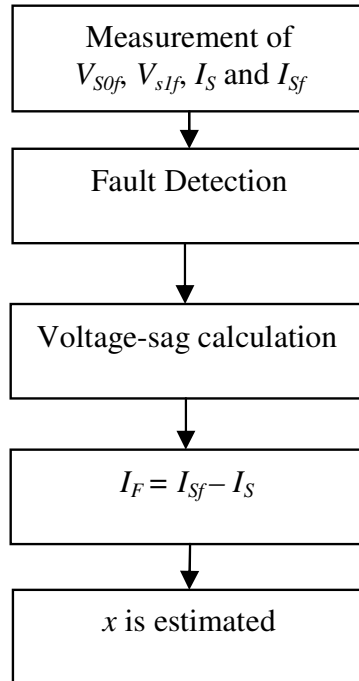 Measurement of
V_{S0f}, V_{s1f}, I_S and I_{Sf}
Fault Detection
Voltage-sag calculation
I_F = I_{Sf} – I_S
x is estimated